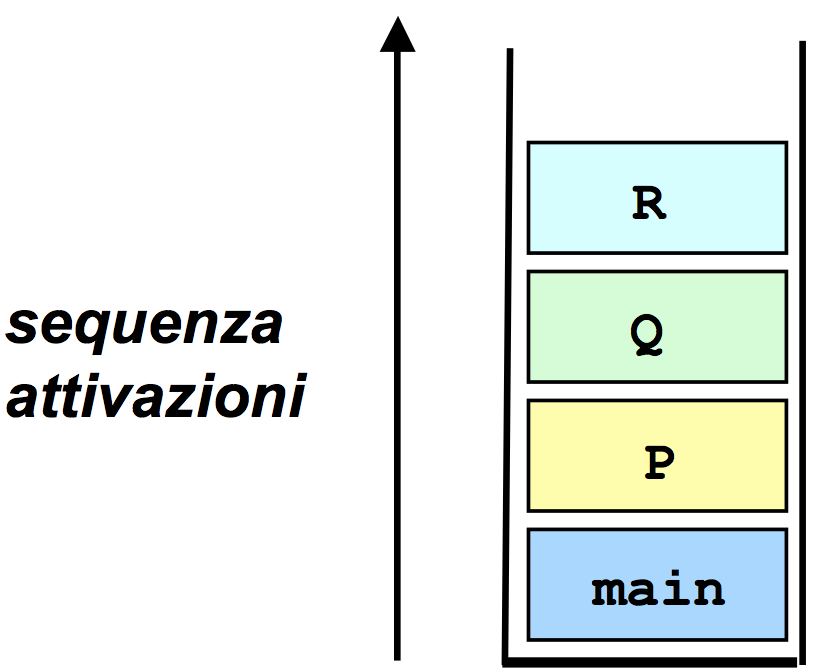 sequenza
attivazioni
R
Q
P
main